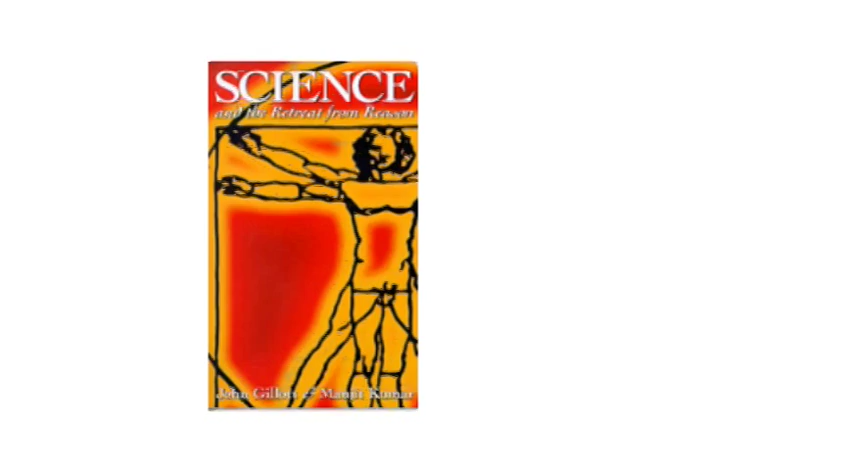 SCIENCE
and the Retreat from Reason
John Gillott & Manjit Kumar